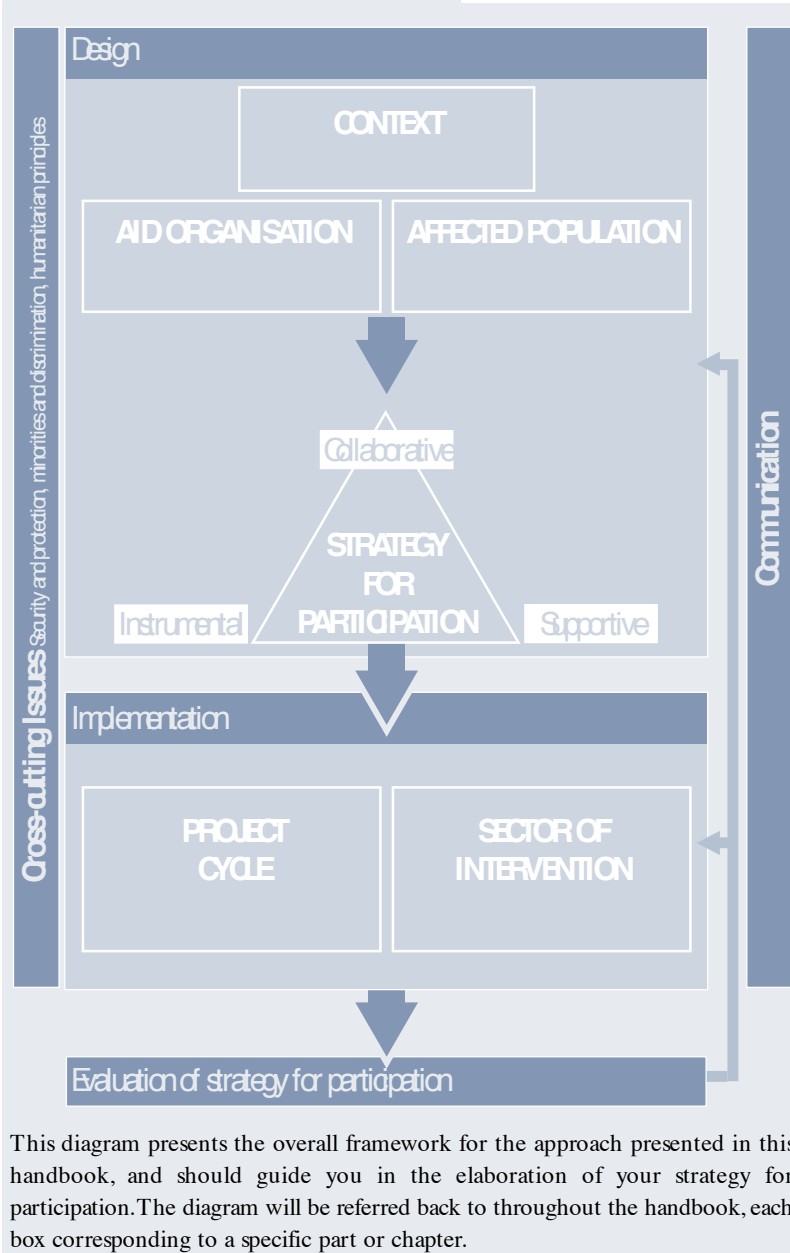 Design
CONTEXT
AID ORGANISATION
AFFECTED POPULATION
Collaborative
STRATEGY
FOR
PARTICIPATION
Instrumental
Supportive
Implementation
PROJECT
CYCLE
SECTOR OF
INTERVENTION
Evaluation of strategy for participation
Cross-cutting Issues Security and protection, minorities and discrimination, humanitarian principles
Communication
This diagram presents the overall framework for the approach presented in this
handbook, and should guide you in the elaboration of your strategy for
participation. The diagram will be referred back to throughout the handbook, each
box corresponding to a specific part or chapter.